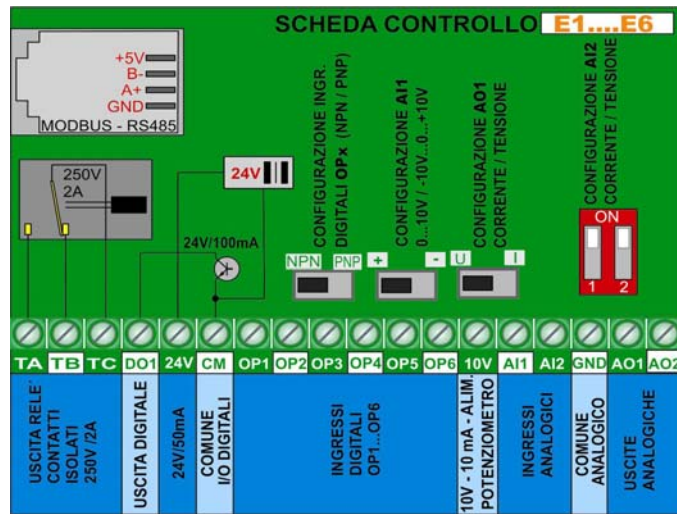 SCHEDA CONTROLLO E1....E6
+5V
B-
A+
GND
MODBUS - RS485
250V
2A
24V
24V/100mA
CONFIGURAZIONE INGR.
DIGITALI OPx (NPN / PNP)
CONFIGURAZIONE AI1
0...10V / -10V...0...+10V
CONFIGURAZIONE AO1
CORRENTE / TENSIONE
CONFIGURAZIONE AI2
CORRENTE / TENSIONE
NPN PNP
+ -
U I
ON
1 2
TA TB TC DO1 24V CM OP1 OP2 OP3 OP4 OP5 OP6 10V AI1 AI2 GND AO1 AO2
USCITA RELE'
CONTATTI
ISOLATI
250V /2A
USCITA DIGITALE
24V/50mA
COMUNE
I/O DIGITALI
INGRESSI
DIGITALI
OP1...OP6
10V - 10 mA - ALIM.
POTENZIOMETRO
INGRESSI
ANALOGICI
COMUNE
ANALOGICO
USCITE
ANALOGICHE